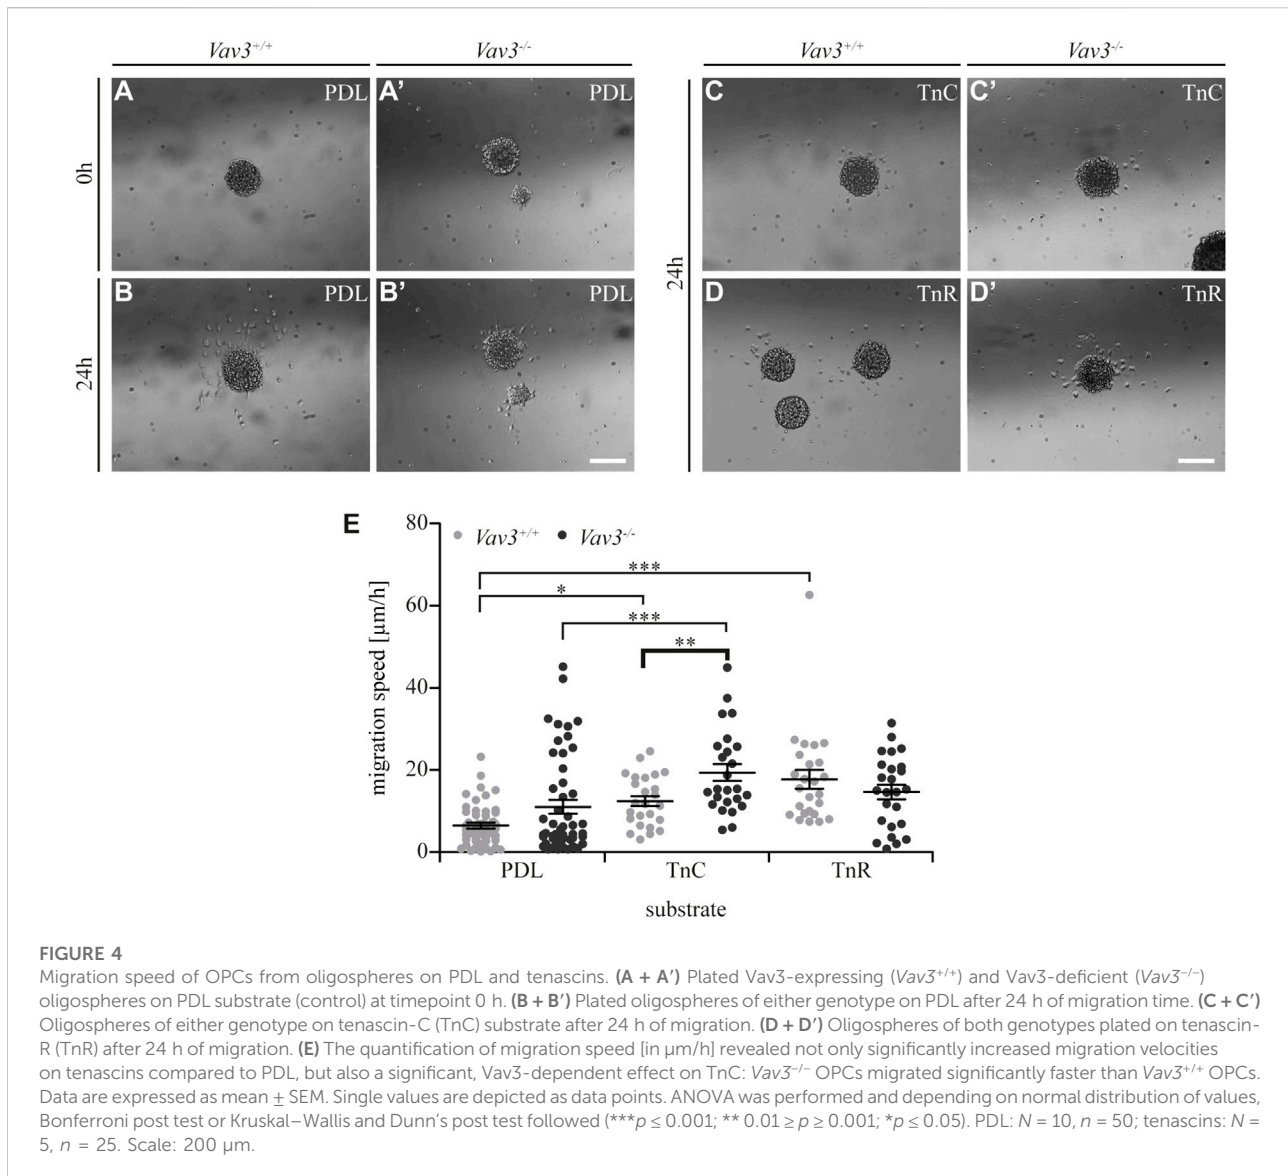 Vav3+/+ Vav3-/- Vav3+/+ Vav3-/-
0h
A PDL A′ PDL
24h
C TnC C′ TnC
24h
B PDL B′ PDL
D TnR D′ TnR
E
migration speed [µm/h]
80
60
40
20
0
Vav3+/+ Vav3-/-
***
*
***
**
PDL TnC TnR
substrate
FIGURE 4
Migration speed of OPCs from oligospheres on PDL and tenascins. (A + A′) Plated Vav3-expressing (Vav3+/+) and Vav3-deficient (Vav3−/−)
oligospheres on PDL substrate (control) at timepoint 0 h. (B + B′) Plated oligospheres of either genotype on PDL after 24 h of migration time. (C + C′)
Oligospheres of either genotype on tenascin-C (TnC) substrate after 24 h of migration. (D + D′) Oligospheres of both genotypes plated on tenascin-
R (TnR) after 24 h of migration. (E) The quantification of migration speed [in µm/h] revealed not only significantly increased migration velocities
on tenascins compared to PDL, but also a significant, Vav3-dependent effect on TnC: Vav3−/− OPCs migrated significantly faster than Vav3+/+ OPCs.
Data are expressed as mean ± SEM. Single values are depicted as data points. ANOVA was performed and depending on normal distribution of values,
Bonferroni post test or Kruskal–Wallis and Dunn's post test followed (***p ≤ 0.001; ** 0.01 ≥ p ≥ 0.001; *p ≤ 0.05). PDL: N = 10, n = 50; tenascins: N =
5, n = 25. Scale: 200 µm.